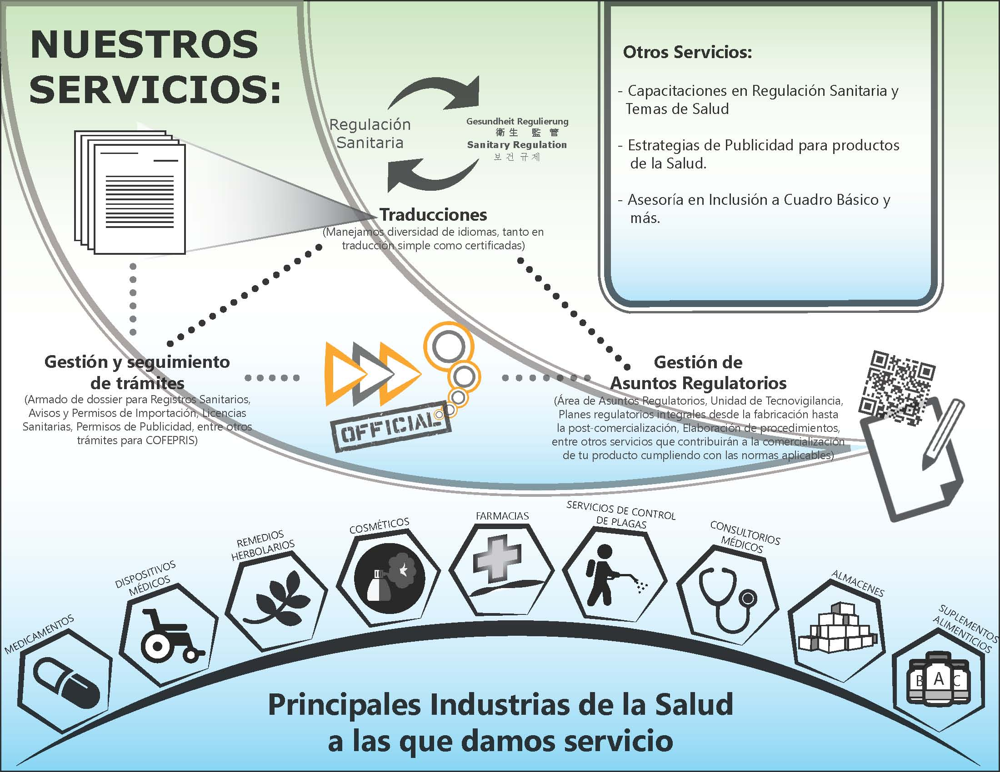 NUESTROS
SERVICIOS:
Regulación
Sanitaria
Gesundheit Regulierung
衛生 監管
Sanitary Regulation
보건규제
Traducciones
(Manejamos diversidad de idiomas, tanto en
traducción simple como certificadas)
Otros Servicios:
- Capacitaciones en Regulación Sanitaria y
Temas de Salud
- Estrategias de Publicidad para productos
de la Salud.
- Asesoría en Inclusión a Cuadro Básico y
más.
Gestión y seguimiento
de trámites
(Armado de dossier para Registros Sanitarios,
Avisos y Permisos de Importación, Licencias
Sanitarias, Permisos de Publicidad, entre otros
trámites para COFEPRIS)
OFFICIAL
Gestión de
Asuntos Regulatorios
(Área de Asuntos Regulatorios, Unidad de Tecnovigilancia,
Planes regulatorios integrales desde la fabricación hasta
la post-comercialización, Elaboración de procedimientos,
entre otros servicios que contribuirán a la comercialización
de tu producto cumpliendo con las normas aplicables)
MEDICAMENTOS
DISPOSITIVOS
MÉDICOS
REMEDIOS
HERBOLARIOS
COSMÉTICOS
FARMACIAS
SERVICIOS DE CONTROL
DE PLAGAS
CONSULTORIOS
MÉDICOS
ALMACENES
SUPLEMENTOS
ALIMENTICIOS
B A C
Principales Industrias de la Salud
a las que damos servicio